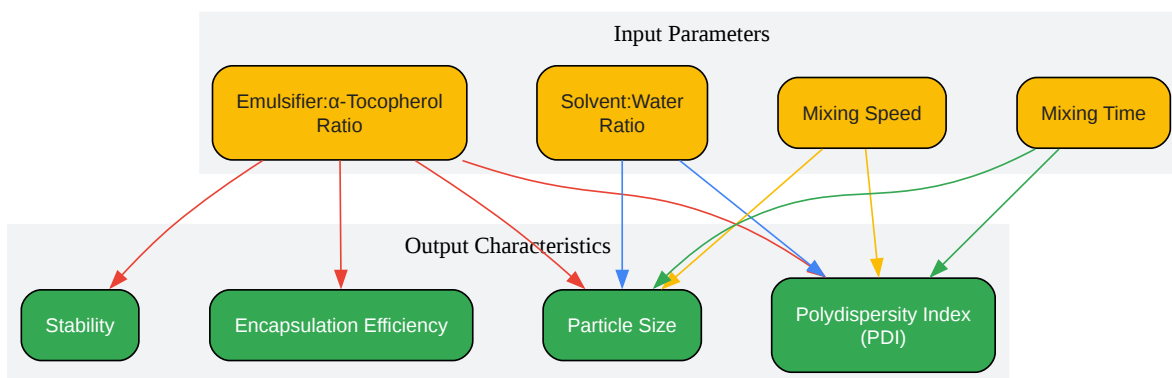 Input Parameters
Emulsifier:α-Tocopherol
Ratio
Solvent:Water
Ratio
Mixing Speed
Mixing Time
Output Characteristics
Stability
Encapsulation Efficiency
Particle Size
Polydispersity Index
(PDI)